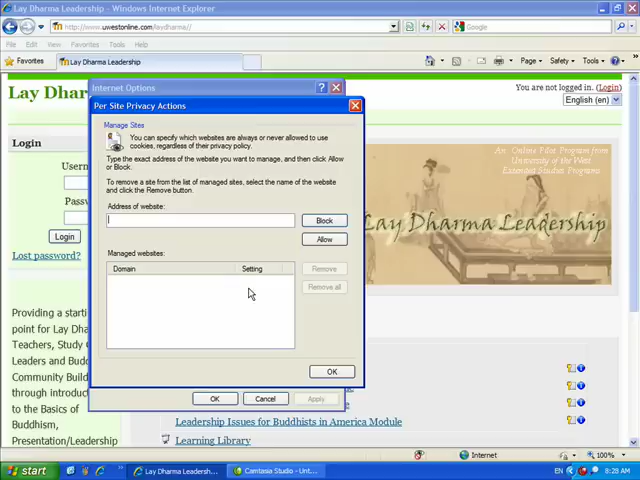 Lay Dharma Leadership - Windows Internet Explorer
http://www.uwestonline.com/laydharma//
Google
File Edit View Favorites Tools Help
Favorites
Lay Dharma Leadership
Page
Safety
Tools
Lay Dhar
You are not logged in. (Login)
English (en)
Internet Options
Per Site Privacy Actions
Manage Sites
You can specify which websites are always or never allowed to use
cookies, regardless of their privacy policy.
Type the exact address of the website you want to manage, and then click Allow
or Block.
To remove a site from the list of managed sites, select the name of the website
and click the Remove button.
Address of website:
Block
Allow
Managed websites:
Domain
Setting
Remove
Remove all
OK
OK
Cancel
Apply
Login
Usern
Passw
Login
Lost password?
An Online Pilot Program from
University of the West
Extended Studies Programs
Lay Dharma Leadership
Providing a starti
point for Lay Dh
Teachers, Study
Leaders and Budd
Community Build
through introduct
to the Basics of
Buddhism,
Presentation/Leadership
Leadership Issues for Buddhists in America Module
Learning Library
Internet
100%
start
Lay Dharma Leadersh...
Camtasia Studio - Unt...
EN
8:28 AM